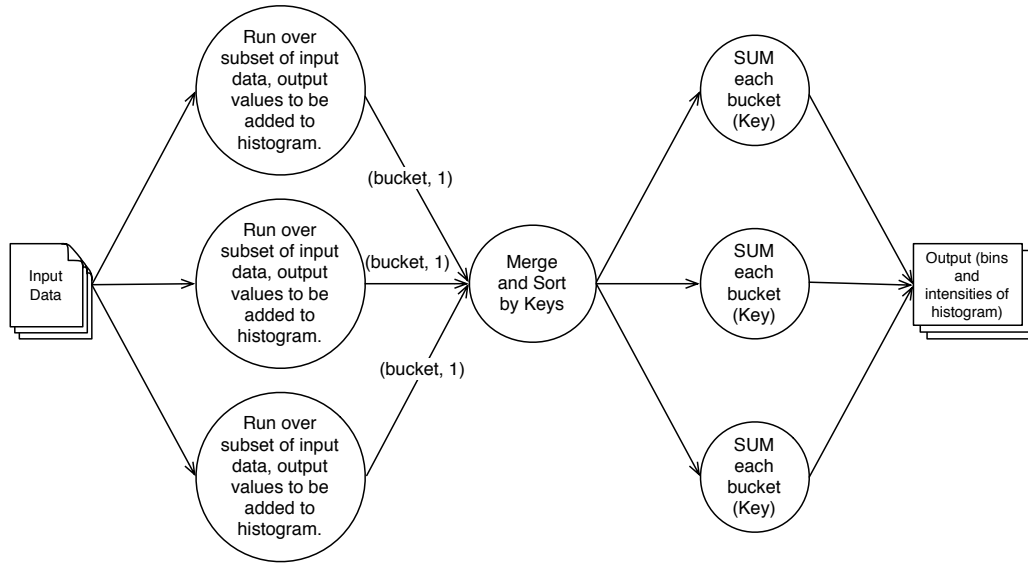 Input
Data
Run over
subset of input
data, output
values to be
added to
histogram.
Run over
subset of input
data, output
values to be
added to
histogram.
Run over
subset of input
data, output
values to be
added to
histogram.
(bucket, 1)
(bucket, 1)
(bucket, 1)
Merge
and Sort
by Keys
SUM
each
bucket
(Key)
SUM
each
bucket
(Key)
SUM
each
bucket
(Key)
Output (bins
and
intensities of
histogram)